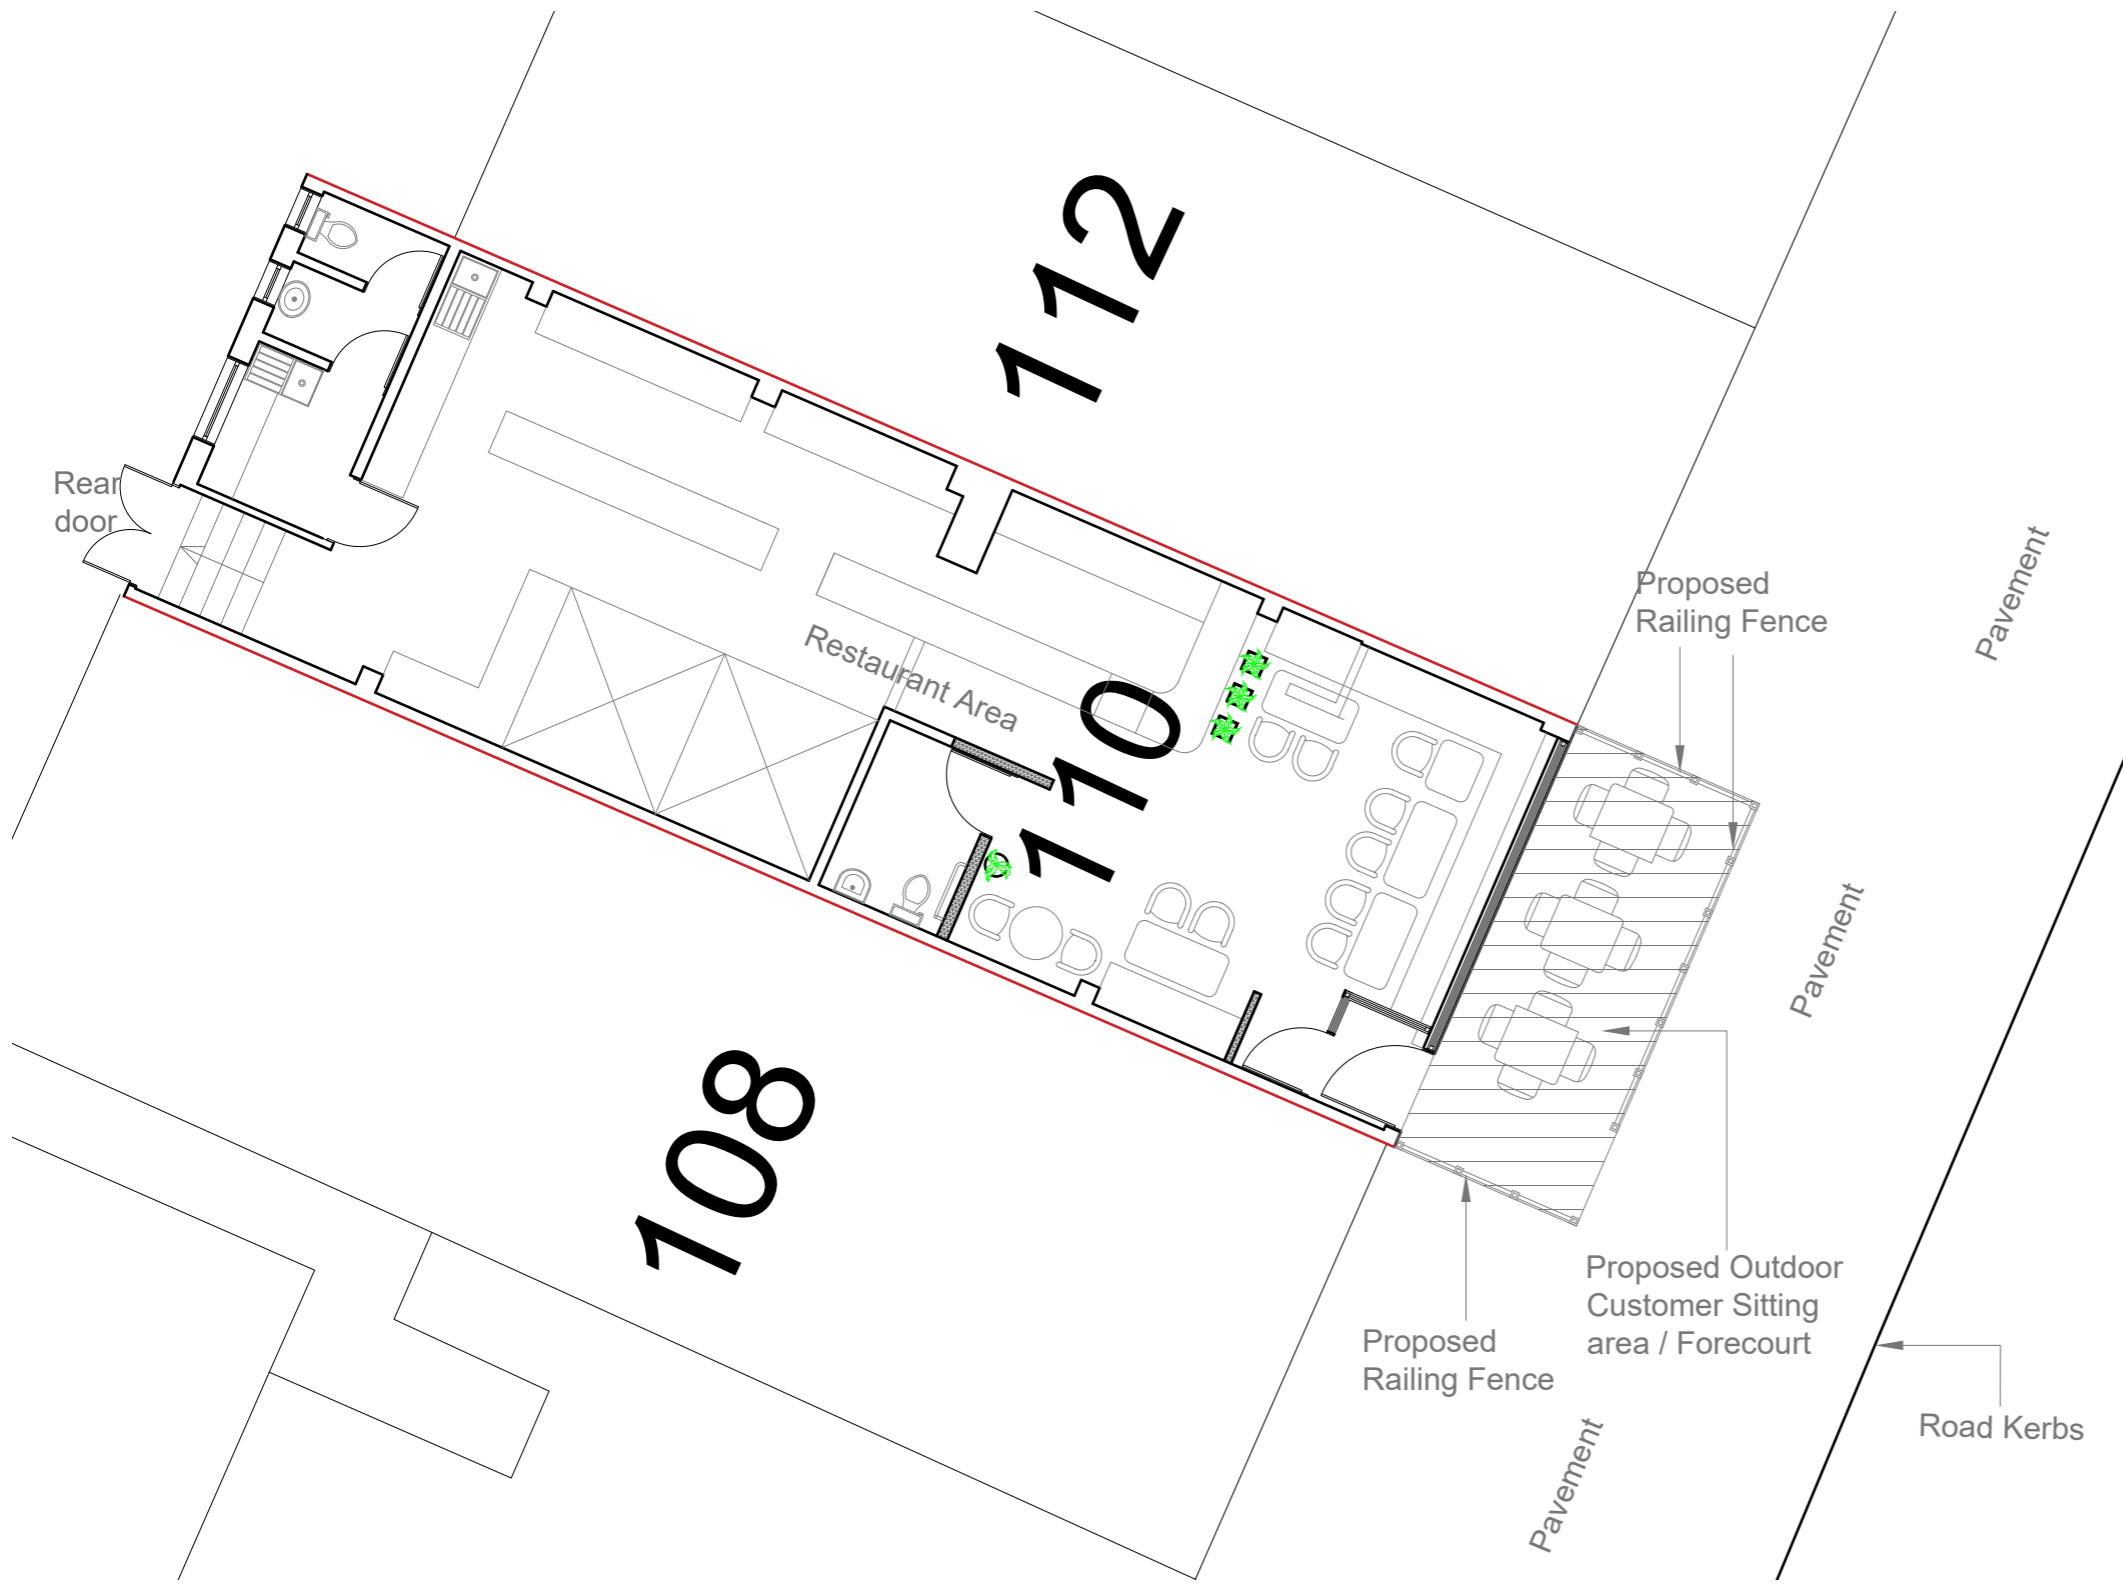 112
Rear
door
Pavement
Proposed
Railing Fence
Restaurant Area
110
Pavement
108
Proposed Outdoor
Customer Sitting
area / Forecourt
Proposed
Railing Fence
Road Kerbs
Pavement